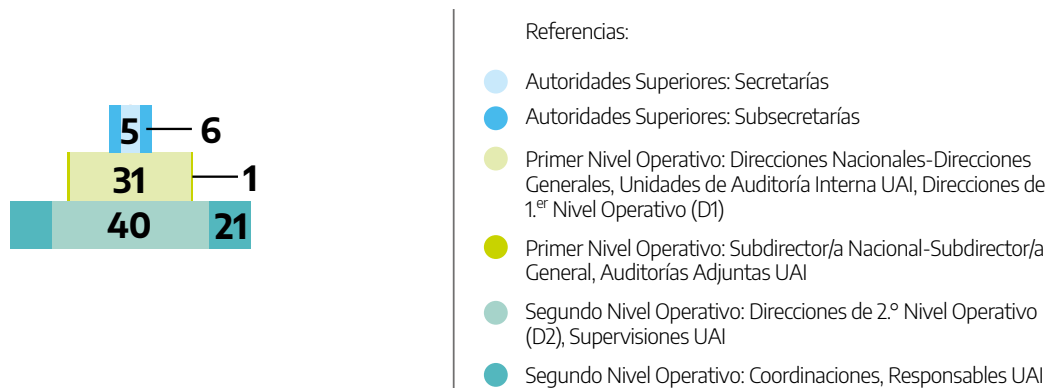 5
6
31
1
40
21
Referencias:
Autoridades Superiores: Secretarías
Autoridades Superiores: Subsecretarías
Primer Nivel Operativo: Direcciones Nacionales-Direcciones
Generales, Unidades de Auditoría Interna UAI, Direcciones de
1.er Nivel Operativo (D1)
Primer Nivel Operativo: Subdirector/a Nacional-Subdirector/a
General, Auditorías Adjuntas UAI
Segundo Nivel Operativo: Direcciones de 2.º Nivel Operativo
(D2), Supervisiones UAI
Segundo Nivel Operativo: Coordinaciones, Responsables UAI